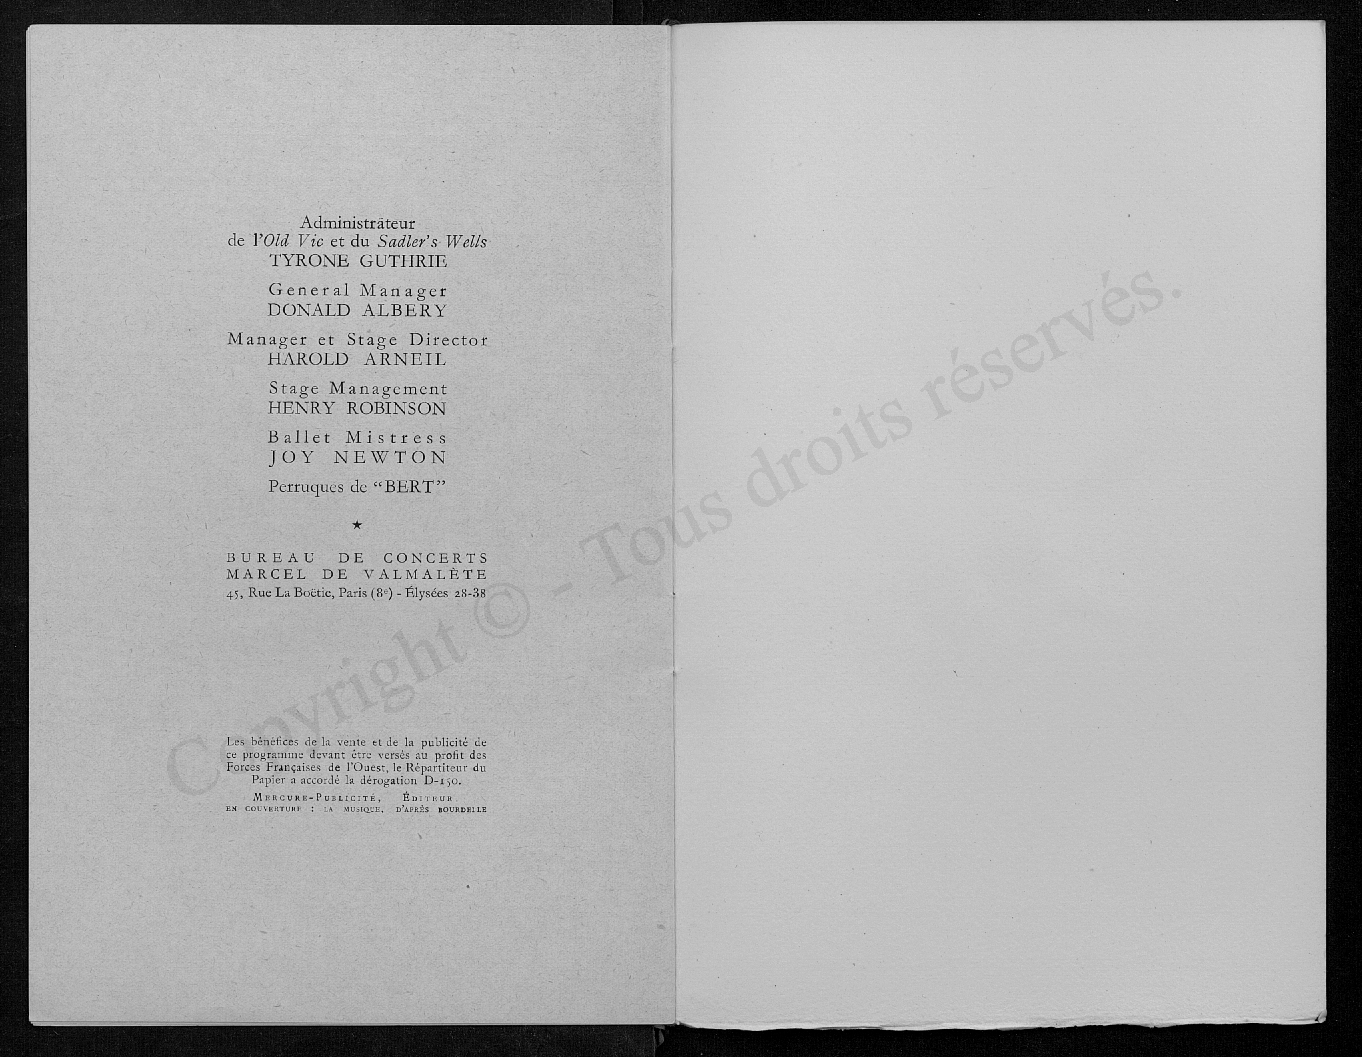 Administrateur
de l'Old Vic et du Sadler's Wells
TYRONE GUTHRIE
General Manager
DONALD ALBERY
Manager et Stage Director
HAROLD ARNEIL
Stage Management
HENRY ROBINSON
Ballet Mistress
JOY NEWTON
Perruques de “BERT”
★
BUREAU DE CONCERTS
MARCEL DE VALMALÈTE
45, Rue La Boëtie, Paris (8e) - Élysées 28-38
Les bénéfices de la vente et de la publicité de
ce programme devant être versés au profit des
Forces Françaises de l'Ouest, le Répartiteur du
Papier a accordé la dérogation D-150.
MERCURE-PUBLICITÉ, ÉDITEUR.
EN COUVERTURE : LA MUSIQUE, D'APRÈS BOURDELLE
Copyright © - Tous droits réservés.